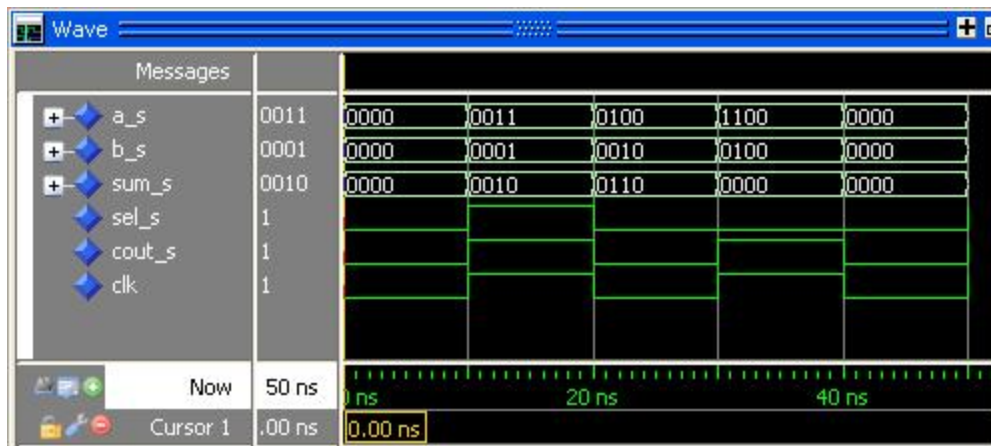 Wave
Messages
a_s 0011 0000 0011 0100 1100 0000
b_s 0001 0000 0001 0010 0100 0000
sum_s 0010 0000 0010 0110 0000 0000
sel_s 1
cout_s 1
clk 1
Now 50 ns ns 20 ns 40 ns
Cursor 1 .00 ns 0.00 ns